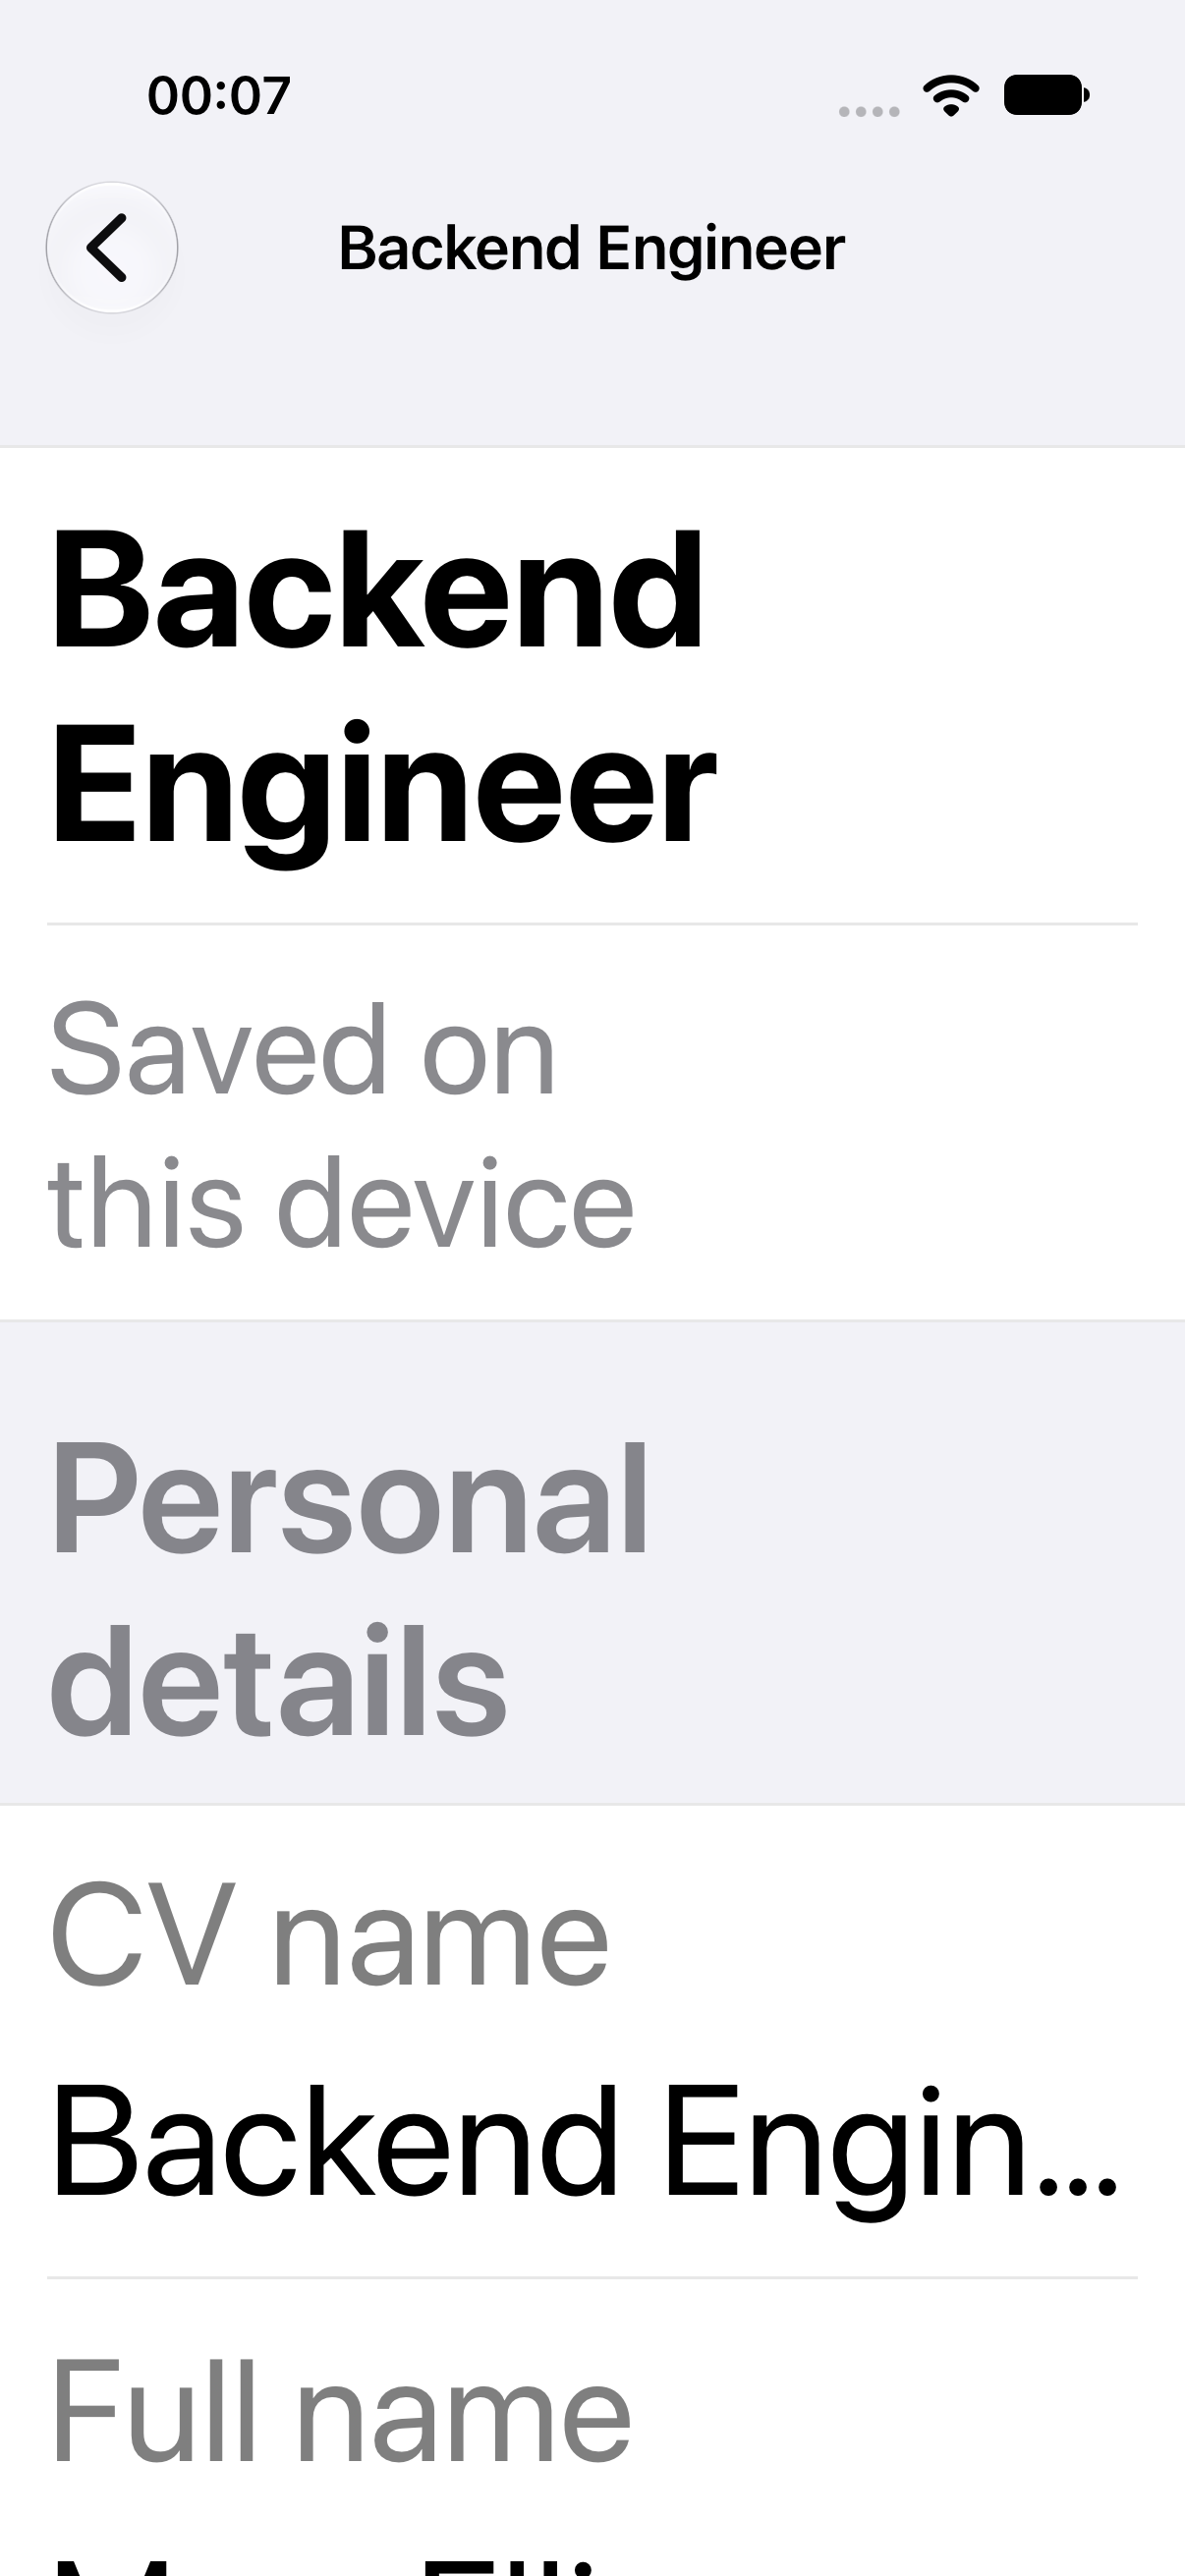 00:07
Backend Engineer
Backend
Engineer
Saved on
this device
Personal
details
CV name
Backend Engin...
Full name